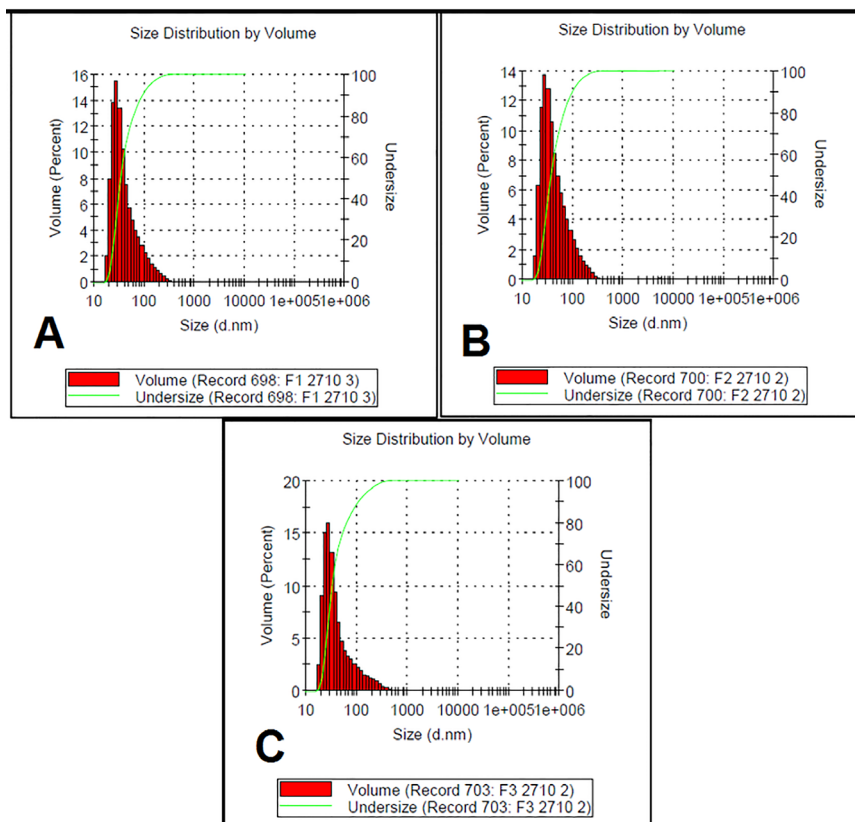 Size Distribution by Volume
16
14
12
10
8
6
4
2
0
100
80
60
40
20
0
Volume (Percent)
Undersize
10 100 1000 10000 1e+0051e+006
Size (d.nm)
A
Volume (Record 698: F1 2710 3)
Undersize (Record 698: F1 2710 3)
Size Distribution by Volume
14
12
10
8
6
4
2
0
100
80
60
40
20
0
Volume (Percent)
Undersize
10 100 1000 10000 1e+0051e+006
Size (d.nm)
B
Volume (Record 700: F2 2710 2)
Undersize (Record 700: F2 2710 2)
Size Distribution by Volume
20
15
10
5
0
100
80
60
40
20
0
Volume (Percent)
Undersize
10 100 1000 10000 1e+0051e+006
Size (d.nm)
C
Volume (Record 703: F3 2710 2)
Undersize (Record 703: F3 2710 2)